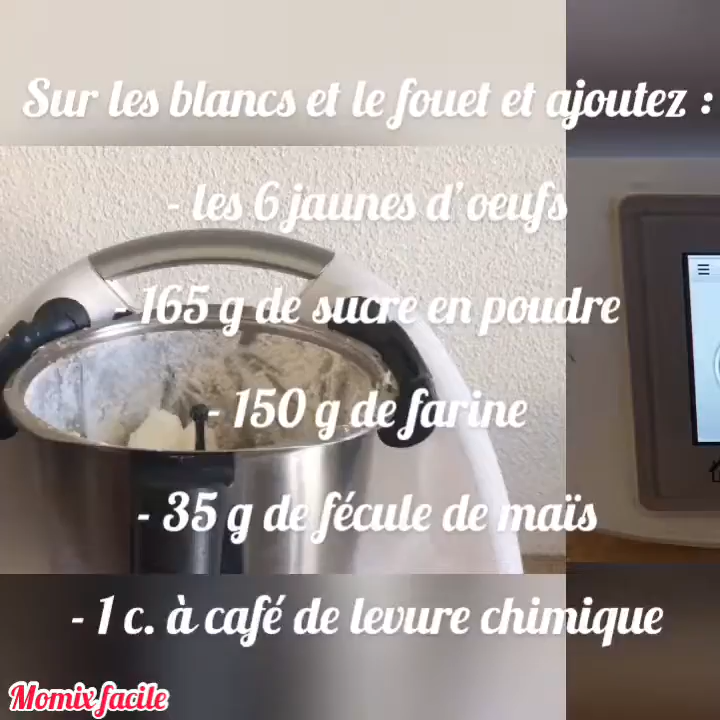 Sur les blancs et le fouet et ajoutez :
- les 6 jaunes d'oeufs
- 165 g de sucre en poudre
- 150 g de farine
- 35 g de fécule de maïs
- 1 c. à café de levure chimique
Momix facile